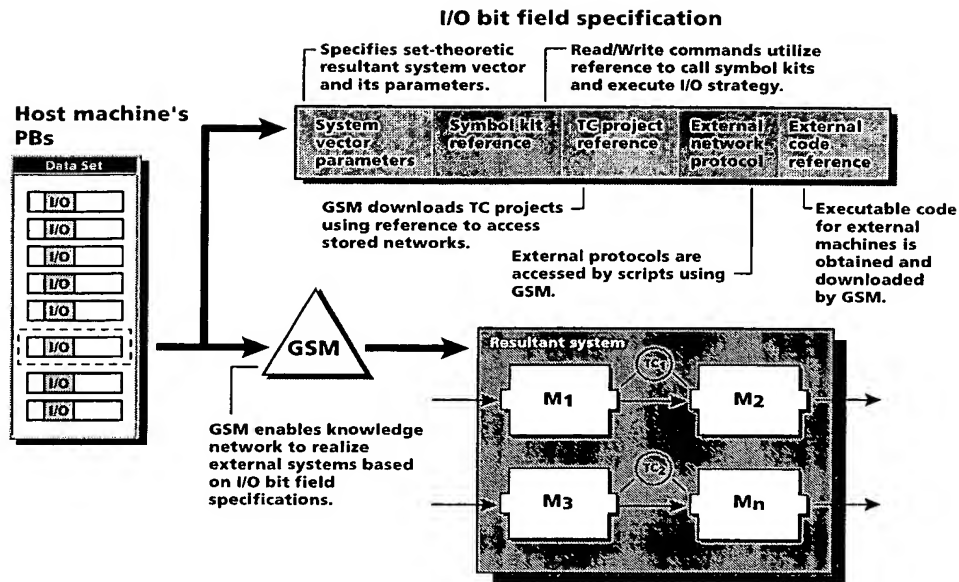 I/O bit field specification
Specifies set-theoretic
resultant system vector
and its parameters.
Read/Write commands utilize
reference to call symbol kits
and execute I/O strategy.
Host machine's
PBs
System
vector
parameters
Symbol kit
reference
TC project
reference
External
network
protocol
External
code
reference
Data Set
I/O
I/O
I/O
I/O
I/O
I/O
I/O
I/O
GSM downloads TC projects
using reference to access
stored networks.
External protocols are
accessed by scripts using
GSM.
Executable code
for external
machines is
obtained and
downloaded
by GSM.
GSM
GSM enables knowledge
network to realize
external systems based
on I/O bit field
specifications.
Resultant system
TC1
M1
M2
TC2
M3
Mn